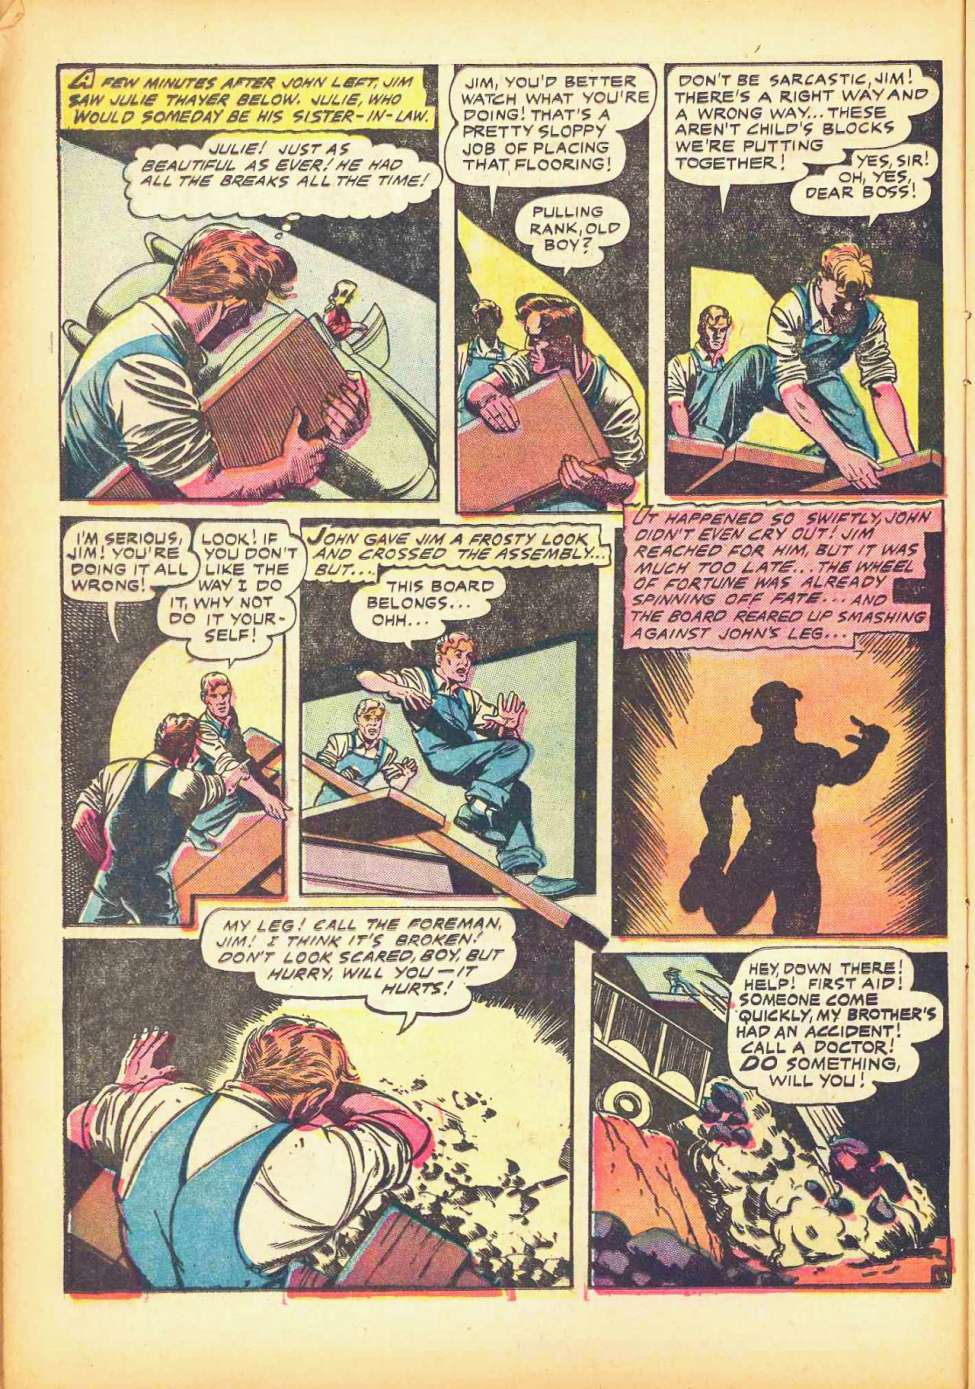 A FEW MINUTES AFTER JOHN LEFT, JIM
SAW JULIE THAYER BELOW. JULIE, WHO
WOULD SOMEDAY BE HIS SISTER-IN-LAW.
JULIE! JUST AS
BEAUTIFUL AS EVER! HE HAD
ALL THE BREAKS ALL THE TIME!
JIM, YOU'D BETTER
WATCH WHAT YOU'RE
DOING! THAT'S A
PRETTY SLOPPY
JOB OF PLACING
THAT FLOORING!
PULLING
RANK, OLD
BOY?
DON'T BE SARCASTIC, JIM!
THERE'S A RIGHT WAY AND
A WRONG WAY... THESE
AREN'T CHILD'S BLOCKS
WE'RE PUTTING
TOGETHER!
YES, SIR!
OH, YES,
DEAR BOSS!
I'M SERIOUS,
JIM! YOU'RE
DOING IT ALL
WRONG!
LOOK! IF
YOU DON'T
LIKE THE
WAY I DO
IT, WHY NOT
DO IT YOUR-
SELF!
JOHN GAVE JIM A FROSTY LOOK
AND CROSSED THE ASSEMBLY...
BUT...
THIS BOARD
BELONGS...
OHH...
IT HAPPENED SO SWIFTLY, JOHN
DIDN'T EVEN CRY OUT! JIM
REACHED FOR HIM, BUT IT WAS
MUCH TOO LATE... THE WHEEL
OF FORTUNE WAS ALREADY
SPINNING OFF FATE... AND
THE BOARD REARED UP SMASHING
AGAINST JOHN'S LEG...
MY LEG! CALL THE FOREMAN,
JIM! I THINK IT'S BROKEN!
DON'T LOOK SCARED, BOY, BUT
HURRY, WILL YOU — IT
HURTS!
HEY, DOWN THERE!
HELP! FIRST AID!
SOMEONE COME
QUICKLY, MY BROTHER'S
HAD AN ACCIDENT!
CALL A DOCTOR!
DO SOMETHING,
WILL YOU!